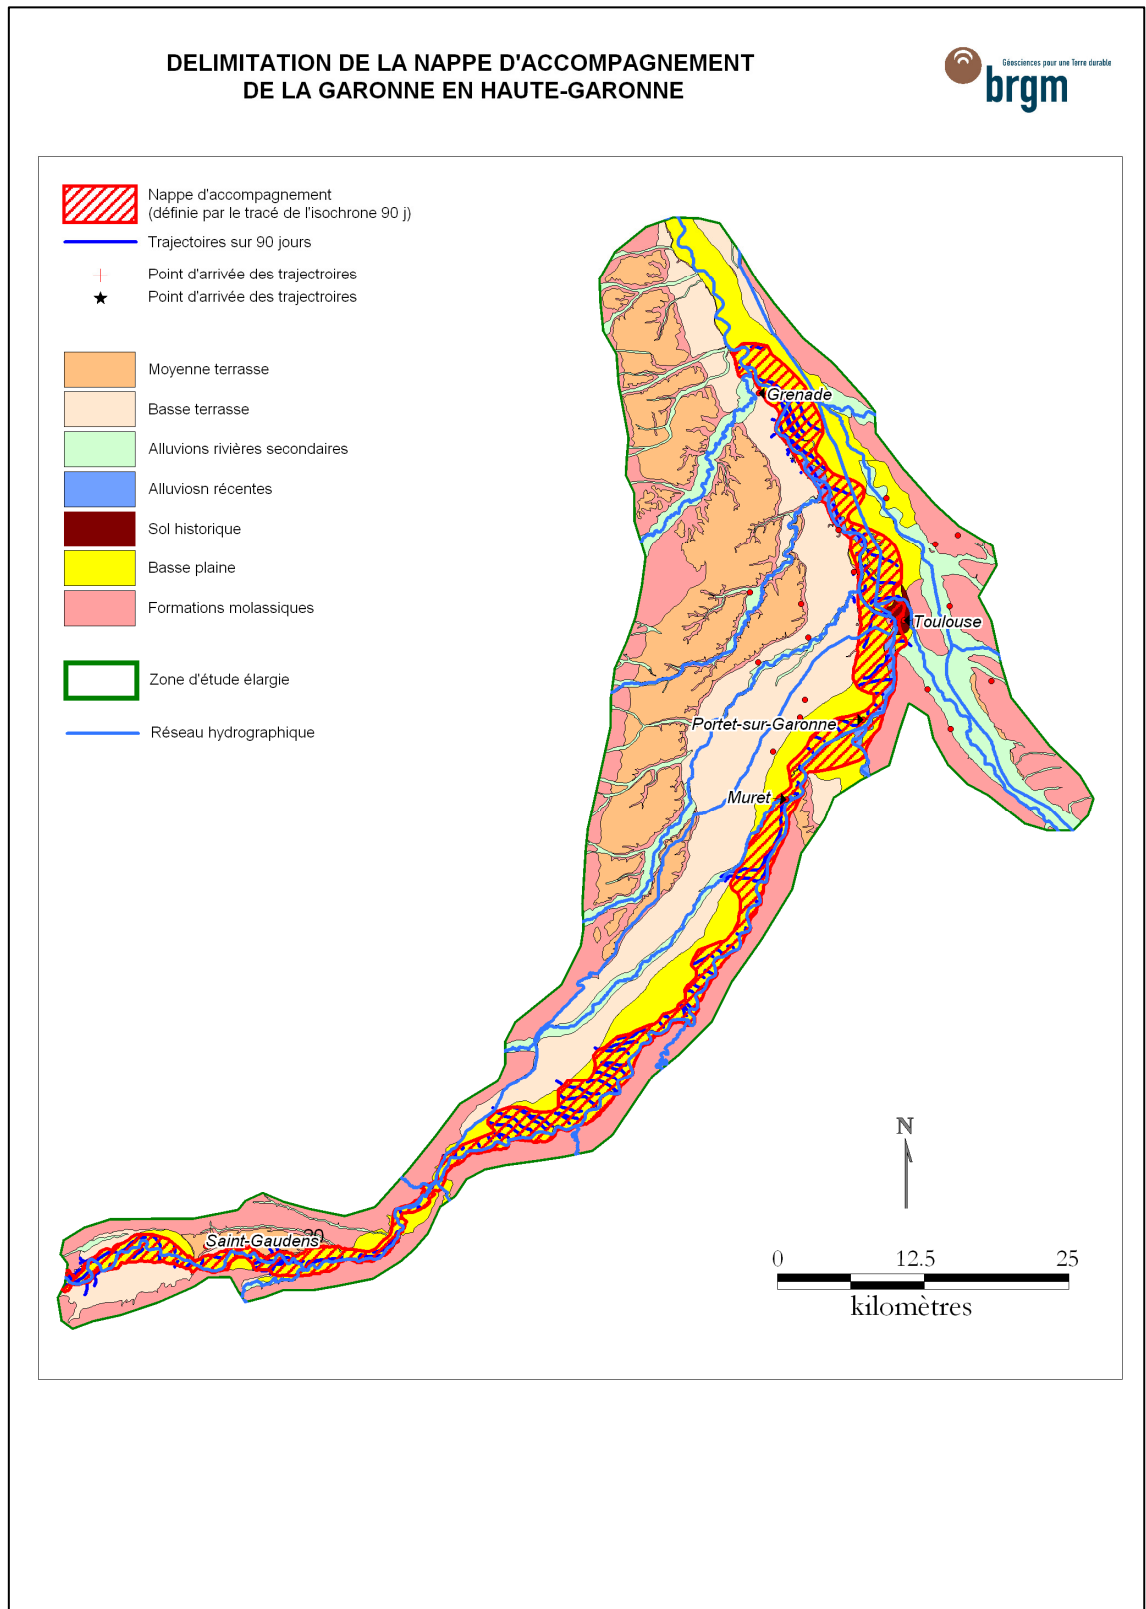 DELIMITATION DE LA NAPPE D'ACCOMPAGNEMENT
DE LA GARONNE EN HAUTE-GARONNE
Géosciences pour une Terre durable
brgm
Nappe d'accompagnement
(définie par le tracé de l'isochrone 90 j)
Trajectoires sur 90 jours
Point d'arrivée des trajectroires
Point d'arrivée des trajectroires
Moyenne terrasse
Basse terrasse
Alluvions rivières secondaires
Alluviosn récentes
Sol historique
Basse plaine
Formations molassiques
Zone d'étude élargie
Réseau hydrographique
Grenade
Toulouse
Portet-sur-Garonne
Muret
Saint-Gaudens
20
N
0 12.5 25
kilomètres